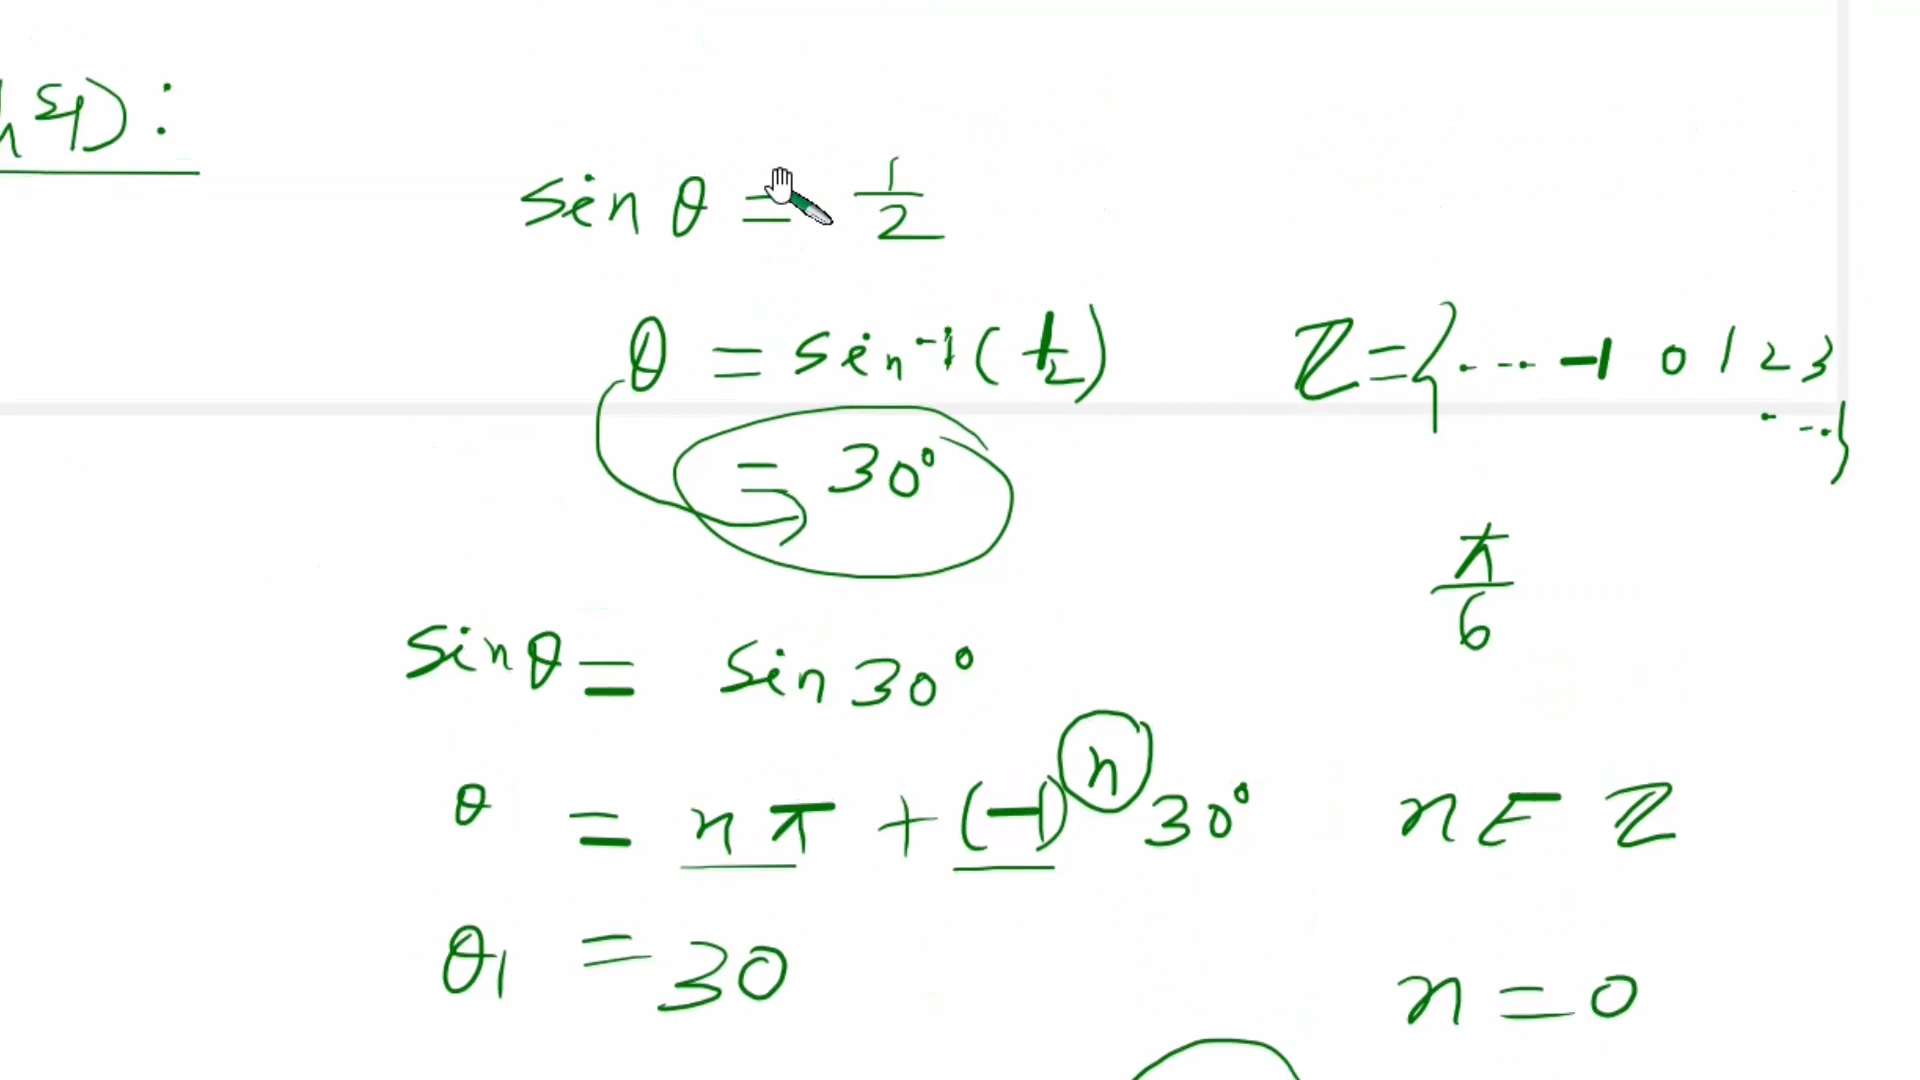 sin θ = 1/2
θ = sin⁻¹(1/2)
Z = {.... -1 0 1 2 3 ....}
= 30°
π/6
sin θ = sin 30°
θ = nπ + (-1)ⁿ 30°
n ∈ Z
θ₁ = 30
n = 0